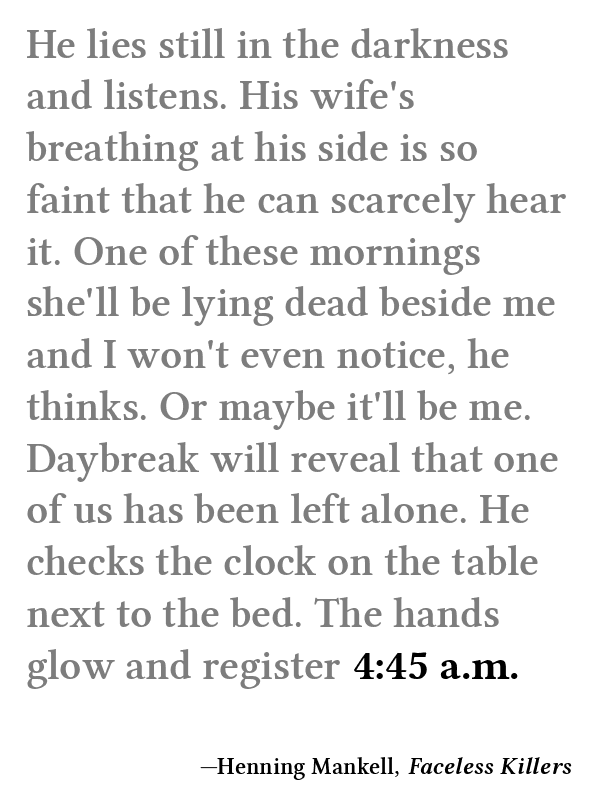 He lies still in the darkness
and listens. His wife's
breathing at his side is so
faint that he can scarcely hear
it. One of these mornings
she'll be lying dead beside me
and I won't even notice, he
thinks. Or maybe it'll be me.
Daybreak will reveal that one
of us has been left alone. He
checks the clock on the table
next to the bed. The hands
glow and register 4:45 a.m.
—Henning Mankell, Faceless Killers